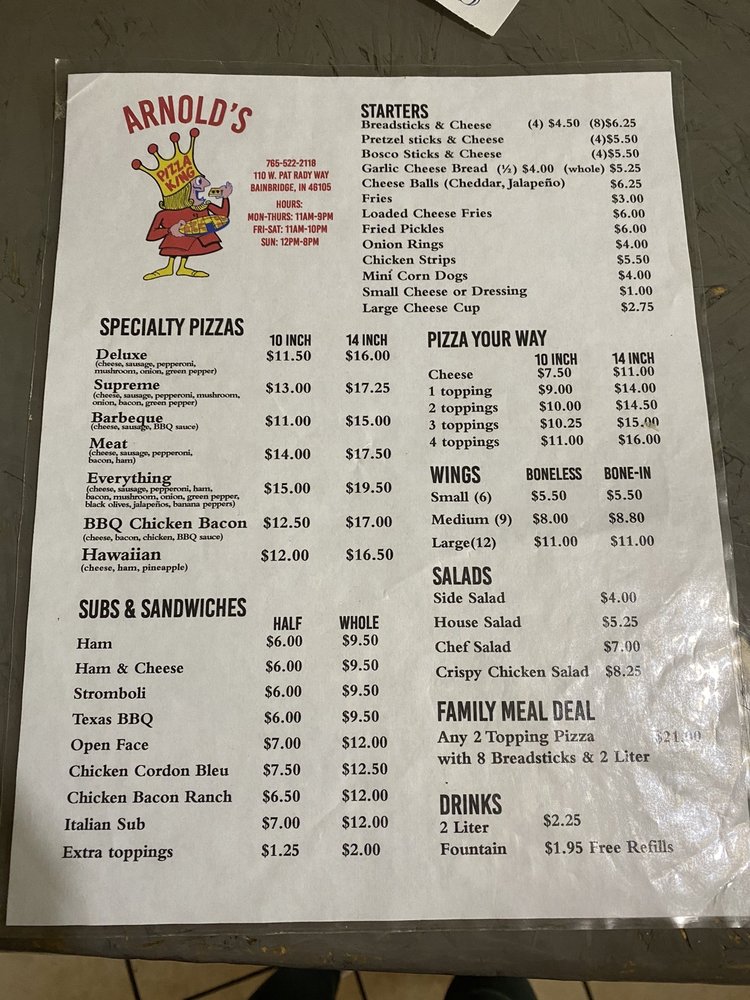 ARNOLD'S
PIZZA
KING
765-522-2118
110 W. PAT RADY WAY
BAINBRIDGE, IN 46105
HOURS:
MON-THURS: 11AM-9PM
FRI-SAT: 11AM-10PM
SUN: 12PM-8PM
STARTERS
Breadsticks & Cheese (4) $4.50 (8)$6.25
Pretzel sticks & Cheese (4)$5.50
Bosco Sticks & Cheese (4)$5.50
Garlic Cheese Bread (½) $4.00 (whole) $5.25
Cheese Balls (Cheddar, Jalapeño) $6.25
Fries $3.00
Loaded Cheese Fries $6.00
Fried Pickles $6.00
Onion Rings $4.00
Chicken Strips $5.50
Mini Corn Dogs $4.00
Small Cheese or Dressing $1.00
Large Cheese Cup $2.75
SPECIALTY PIZZAS
10 INCH 14 INCH
Deluxe $11.50 $16.00
(cheese, sausage, pepperoni,
mushroom, onion, green pepper)
Supreme $13.00 $17.25
(cheese, sausage, pepperoni, mushroom,
onion, bacon, green pepper)
Barbeque $11.00 $15.00
(cheese, sausage, BBQ sauce)
Meat $14.00 $17.50
(cheese, sausage, pepperoni,
bacon, ham)
Everything $15.00 $19.50
(cheese, sausage, pepperoni, ham,
bacon, mushroom, onion, green pepper,
black olives, jalapeños, banana peppers)
BBQ Chicken Bacon $12.50 $17.00
(cheese, bacon, chicken, BBQ sauce)
Hawaiian $12.00 $16.50
(cheese, ham, pineapple)
PIZZA YOUR WAY
10 INCH 14 INCH
Cheese $7.50 $11.00
1 topping $9.00 $14.00
2 toppings $10.00 $14.50
3 toppings $10.25 $15.00
4 toppings $11.00 $16.00
WINGS BONELESS BONE-IN
Small (6) $5.50 $5.50
Medium (9) $8.00 $8.80
Large(12) $11.00 $11.00
SALADS
Side Salad $4.00
House Salad $5.25
Chef Salad $7.00
Crispy Chicken Salad $8.25
SUBS & SANDWICHES
HALF WHOLE
Ham $6.00 $9.50
Ham & Cheese $6.00 $9.50
Stromboli $6.00 $9.50
Texas BBQ $6.00 $9.50
Open Face $7.00 $12.00
Chicken Cordon Bleu $7.50 $12.50
Chicken Bacon Ranch $6.50 $12.00
Italian Sub $7.00 $12.00
Extra toppings $1.25 $2.00
FAMILY MEAL DEAL
Any 2 Topping Pizza $21.00
with 8 Breadsticks & 2 Liter
DRINKS
2 Liter $2.25
Fountain $1.95 Free Refills